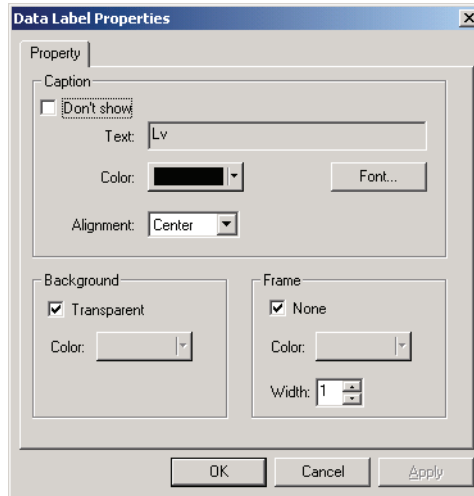 Data Label Properties
Property
Caption
Don't show
Text: Lv
Color:
Font...
Alignment: Center
Background
Transparent
Color:
Frame
None
Color:
Width: 1
OK Cancel Apply